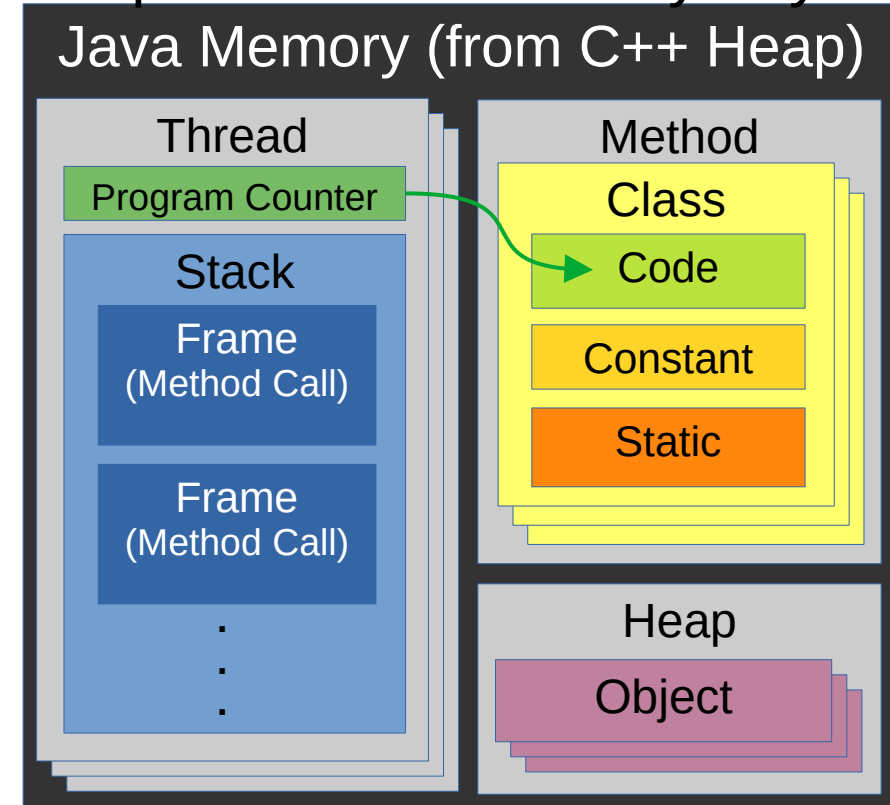 Java Memory (from C++ Heap)
Thread
Program Counter
Stack
Frame
(Method Call)
Frame
(Method Call)
.
.
.
Method
Class
Code
Constant
Static
Heap
Object